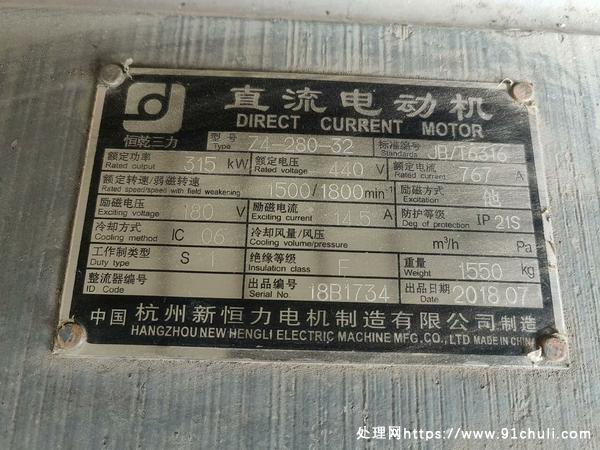 直流电动机
DIRECT CURRENT MOTOR
恒乾三力
型号 Type Z4-280-32 标准编号 Standards JB/T6316
额定功率 Rated output 315 kW 额定电压 Rated voltage 440 V 额定电流 Rated current 767 A
额定转速/弱磁转速 Rated speed/speed with field weakening 1500/1800 min⁻¹ 励磁方式 Excitation 他
励磁电压 Exciting voltage 180 V 励磁电流 Exciting current 14.5 A 防护等级 Deg of protection IP 21S
冷却方式 Cooling method IC 06 冷却风量/风压 Cooling volume/pressure m³/h Pa
工作制类型 Duty type S 1 绝缘等级 Insulation class F 重量 Weight 1550 kg
整流器编号 ID Code 出品编号 Serial No. 18B1734 出品日期 Date 2018.07
中国 杭州新恒力电机制造有限公司 制造
HANGZHOU NEW HENGLI ELECTRIC MACHINE MFG.CO.,LTD MADE IN CHINA
处理网https://www.91chuli.com/